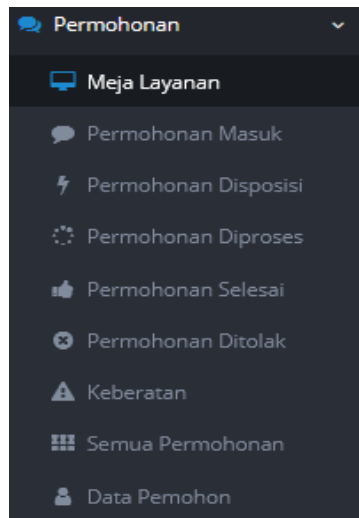 Permohonan
Meja Layanan
Permohonan Masuk
Permohonan Disposisi
Permohonan Diproses
Permohonan Selesai
Permohonan Ditolak
Keberatan
Semua Permohonan
Data Pemohon